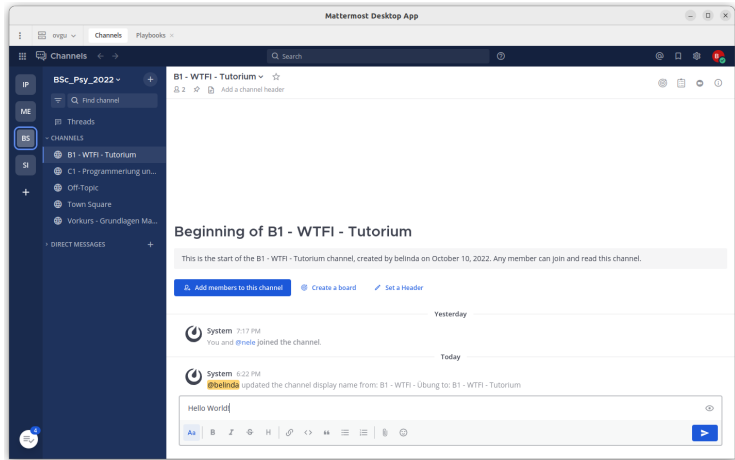 Mattermost Desktop App
ovgu
Channels
Playbooks
Channels
Search
IP
ME
BS
SI
BSc_Psy_2022
Find channel
Threads
CHANNELS
B1 - WTFI - Tutorium
C1 - Programmeriung un...
Off-Topic
Town Square
Vorkurs - Grundlagen Ma...
DIRECT MESSAGES
4
B1 - WTFI - Tutorium
2
Add a channel header
Beginning of B1 - WTFI - Tutorium
This is the start of the B1 - WTFI - Tutorium channel, created by belinda on October 10, 2022. Any member can join and read this channel.
Add members to this channel
Create a board
Set a Header
Yesterday
System 7:17 PM
You and @nele joined the channel.
Today
System 6:22 PM
@belinda updated the channel display name from: B1 - WTFI - Übung to: B1 - WTFI - Tutorium
Hello World!
Aa B I S H